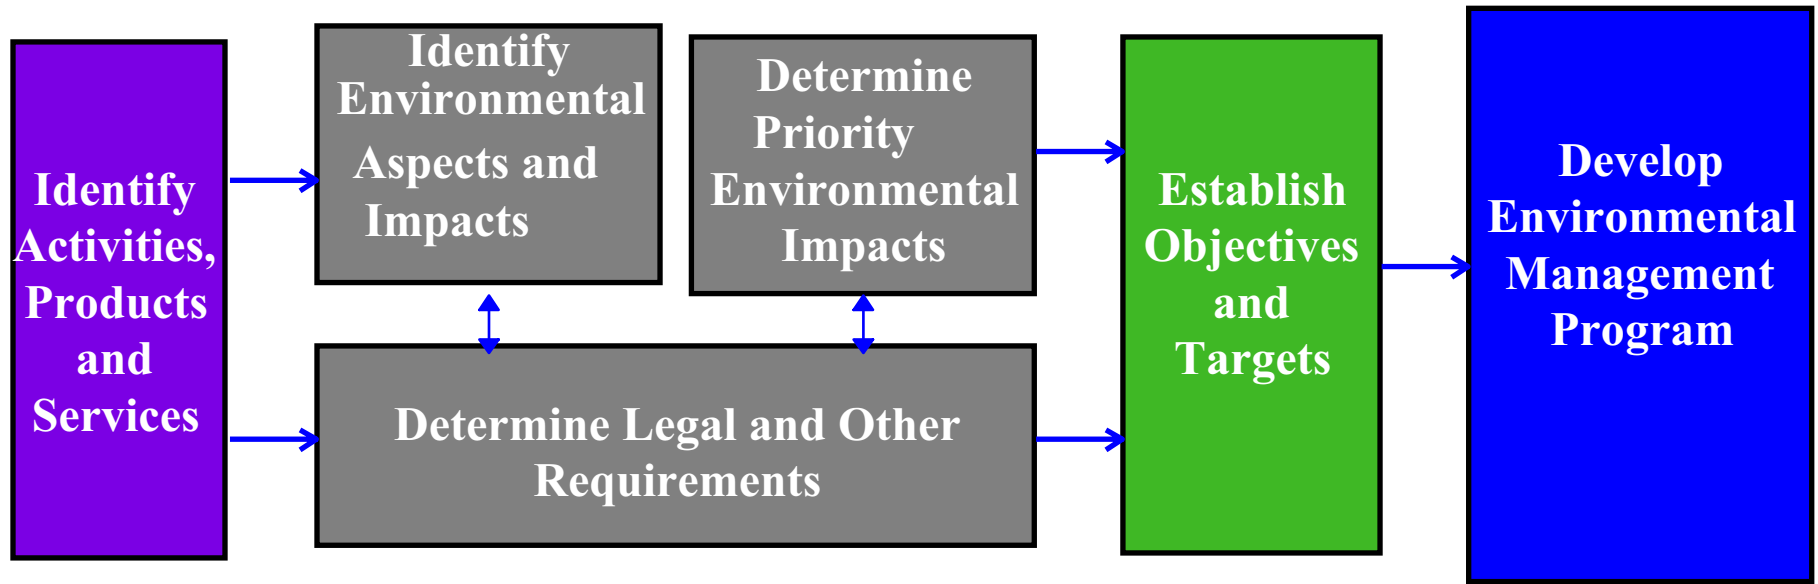 Identify
Activities,
Products
and
Services
Identify
Environmental
Aspects and
Impacts
Determine
Priority
Environmental
Impacts
Determine Legal and Other
Requirements
Establish
Objectives
and
Targets
Develop
Environmental
Management
Program